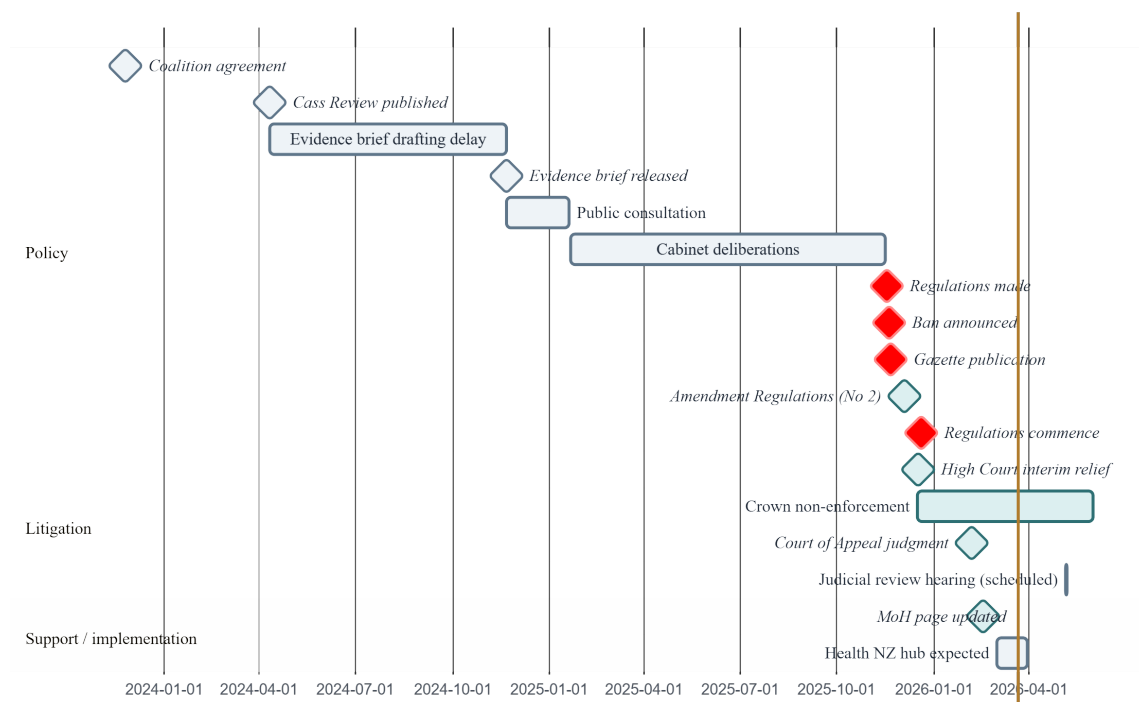 Coalition agreement
Cass Review published
Evidence brief drafting delay
Evidence brief released
Public consultation
Policy
Cabinet deliberations
Regulations made
Ban announced
Gazette publication
Amendment Regulations (No 2)
Regulations commence
High Court interim relief
Crown non-enforcement
Litigation
Court of Appeal judgment
Judicial review hearing (scheduled)
MoH page updated
Support / implementation
Health NZ hub expected
2024-01-01 2024-04-01 2024-07-01 2024-10-01 2025-01-01 2025-04-01 2025-07-01 2025-10-01 2026-01-01 2026-04-01